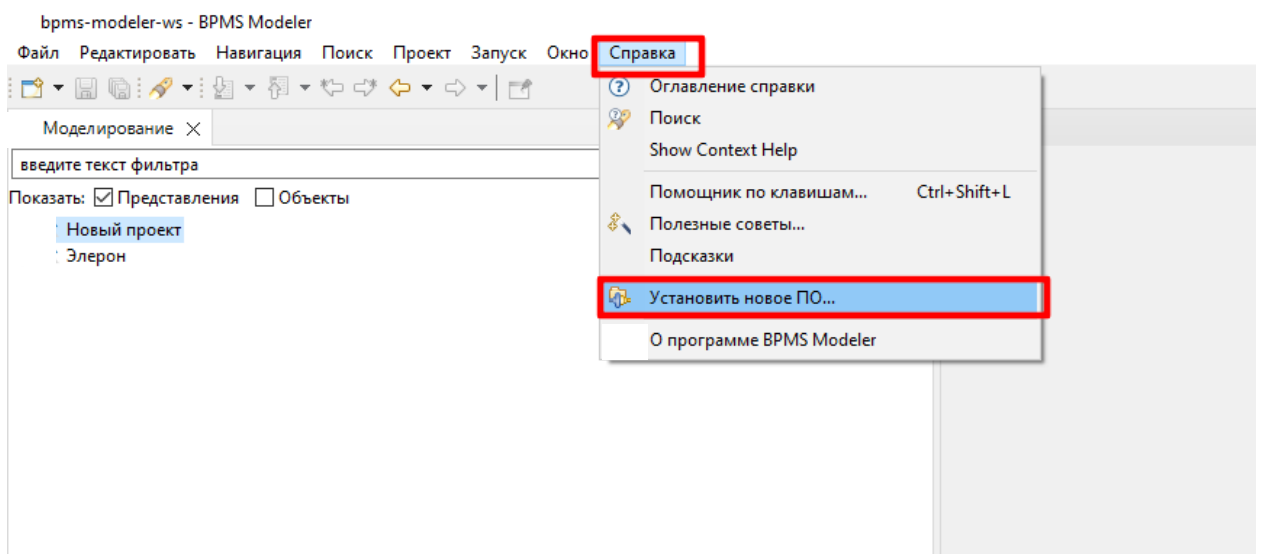 bpms-modeler-ws - BPMS Modeler
Файл Редактировать Навигация Поиск Проект Запуск Окно Справка
Оглавление справки
Моделирование
Поиск
Show Context Help
введите текст фильтра
Показать: Представления Объекты
Помощник по клавишам... Ctrl+Shift+L
Новый проект
Полезные советы...
Элерон
Подсказки
Установить новое ПО...
О программе BPMS Modeler